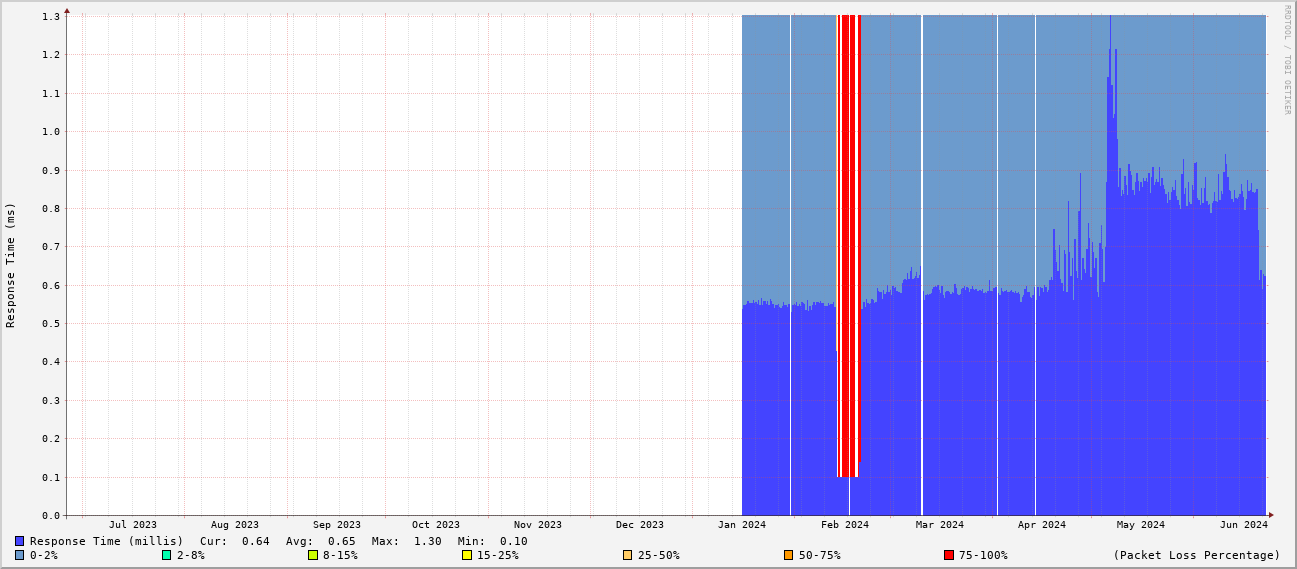 RRDTOOL / TOBI OETIKER
Response Time (ms)
1.3
1.2
1.1
1.0
0.9
0.8
0.7
0.6
0.5
0.4
0.3
0.2
0.1
0.0
Jul 2023 Aug 2023 Sep 2023 Oct 2023 Nov 2023 Dec 2023 Jan 2024 Feb 2024 Mar 2024 Apr 2024 May 2024 Jun 2024
Response Time (millis) Cur: 0.64 Avg: 0.65 Max: 1.30 Min: 0.10
0-2% 2-8% 8-15% 15-25% 25-50% 50-75% 75-100% (Packet Loss Percentage)